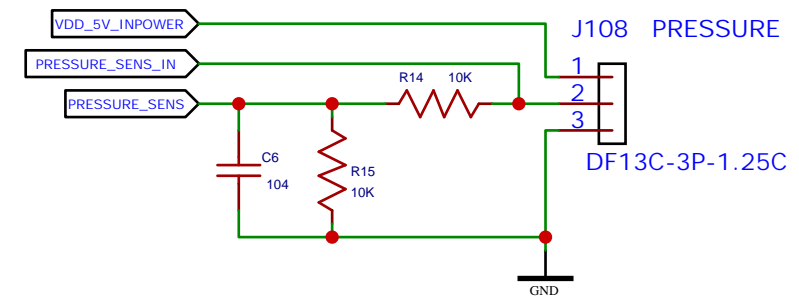 VDD_5V_INPOWER
J108 PRESSURE
PRESSURE_SENS_IN
1
R14 10K
2
PRESSURE_SENS
3
C6
104
R15
10K
DF13C-3P-1.25C
GND